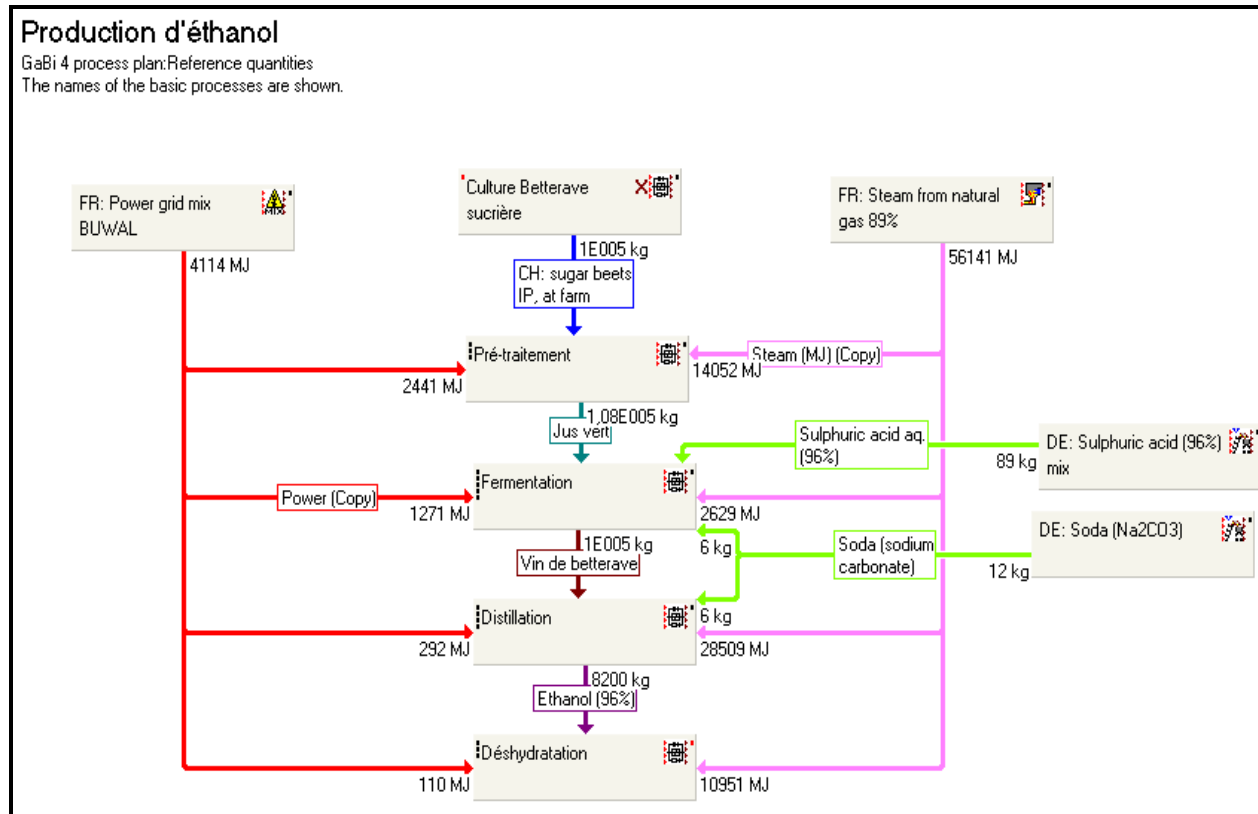 Production d'éthanol
GaBi 4 process plan:Reference quantities
The names of the basic processes are shown.
FR: Power grid mix
BUWAL
MIX
4114 MJ
Culture Betterave
sucrière
1E005 kg
CH: sugar beets
IP, at farm
FR: Steam from natural
gas 89%
56141 MJ
Pré-traitement
2441 MJ
Steam (MJ) (Copy)
14052 MJ
1,08E005 kg
Jus vert
Sulphuric acid aq.
(96%)
89 kg
DE: Sulphuric acid (96%)
mix
Fermentation
Power (Copy)
1271 MJ
2629 MJ
1E005 kg
Vin de betterave
6 kg
Soda (sodium
carbonate)
12 kg
DE: Soda (Na2CO3)
Distillation
6 kg
292 MJ
28509 MJ
8200 kg
Ethanol (96%)
Déshydratation
110 MJ
10951 MJ